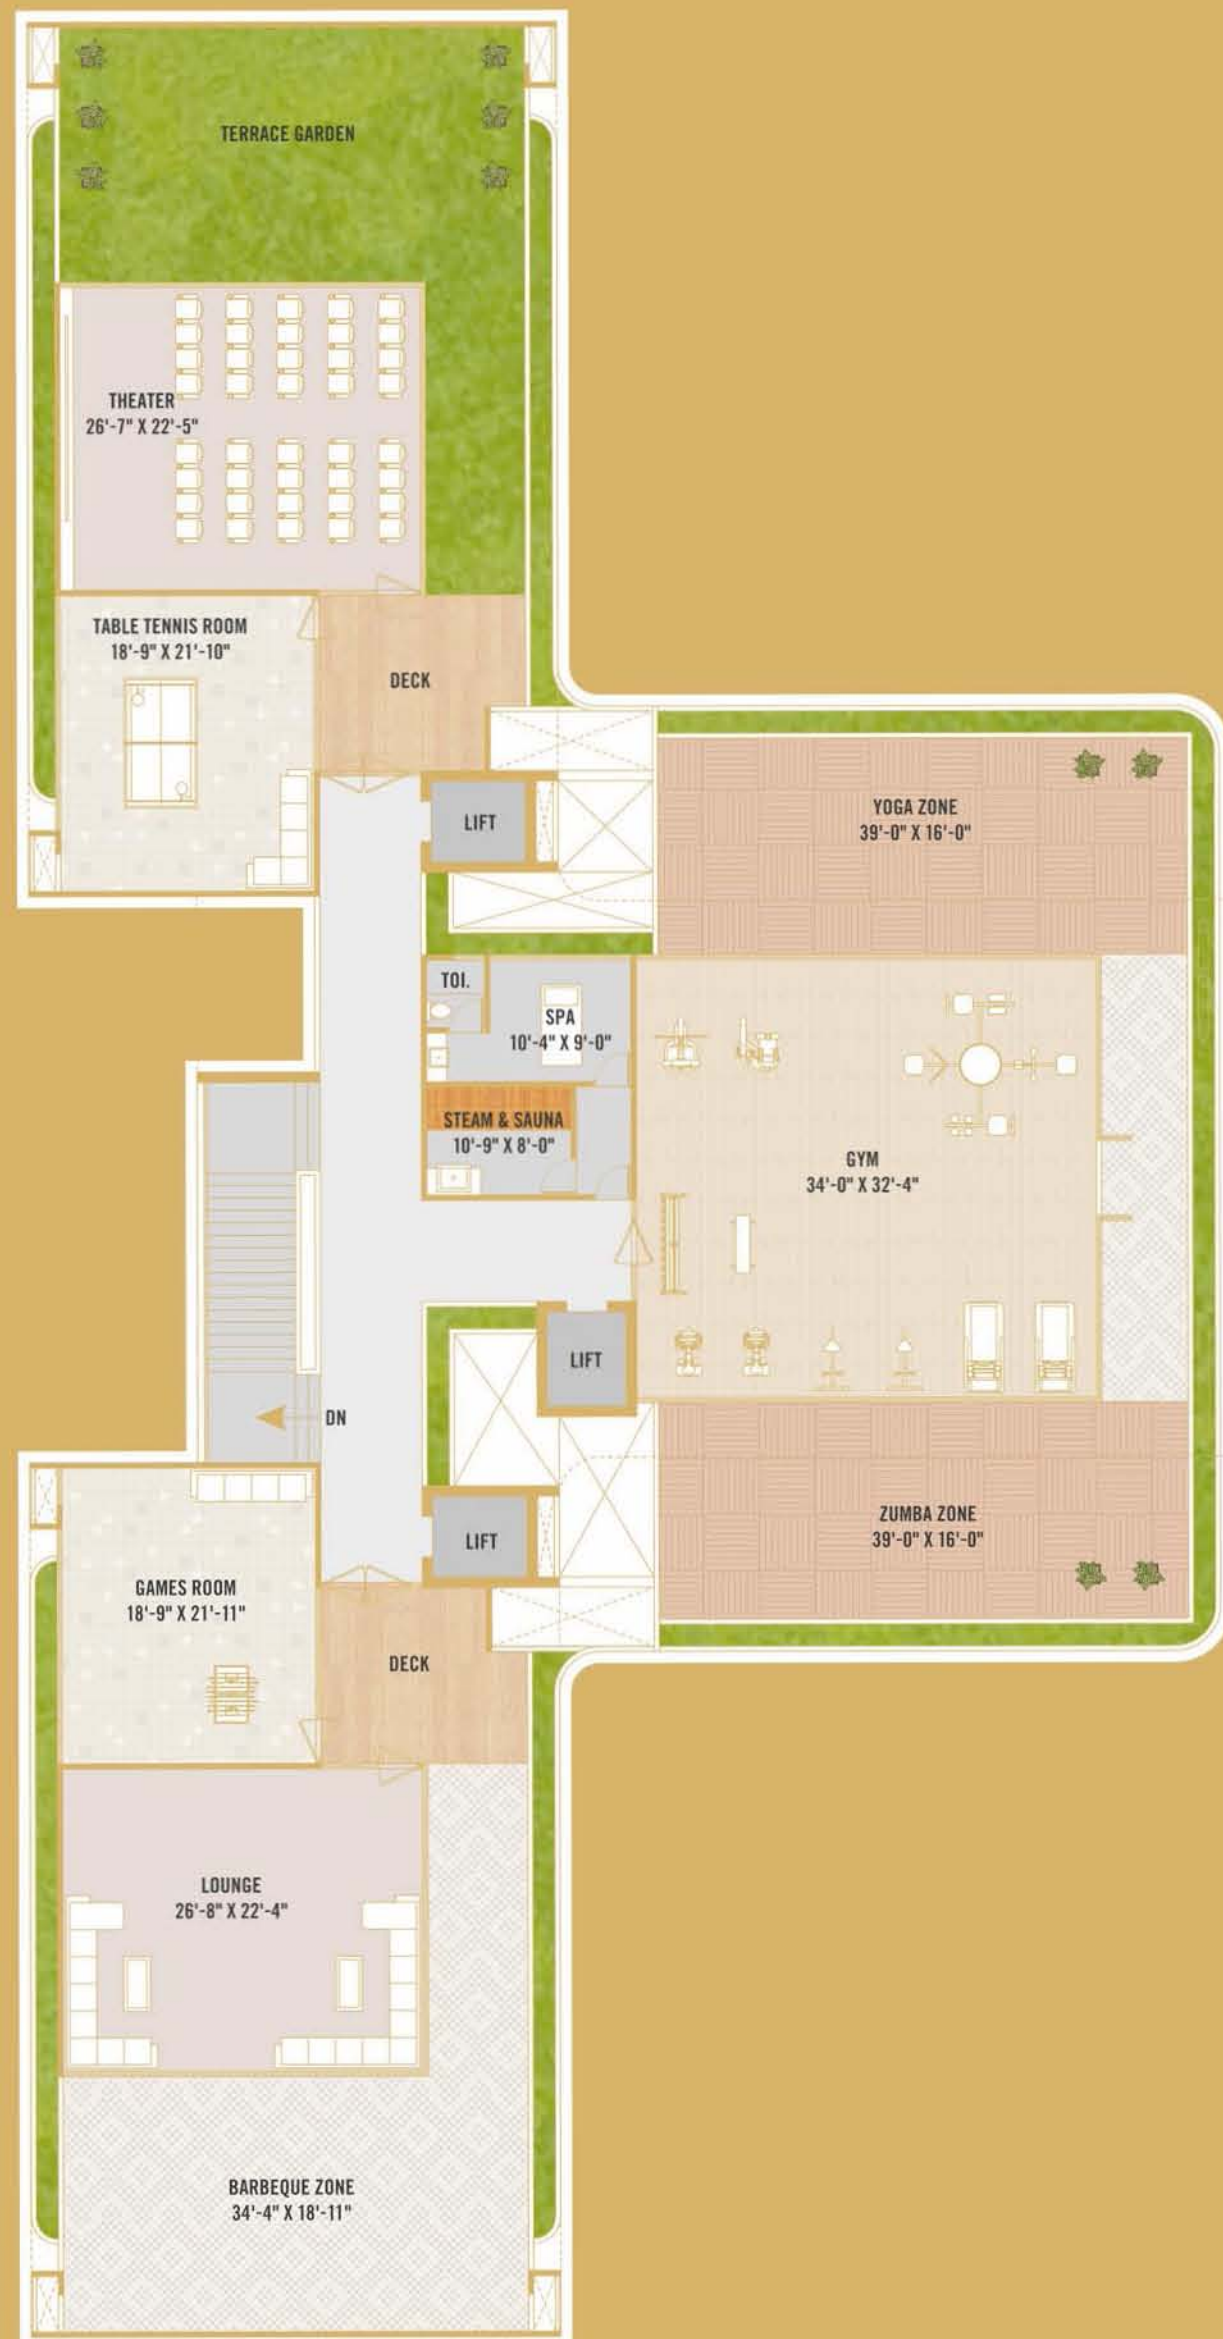 TERRACE GARDEN
THEATER
26'-7" X 22'-5"
TABLE TENNIS ROOM
18'-9" X 21'-10"
DECK
LIFT
YOGA ZONE
39'-0" X 16'-0"
TOI.
SPA
10'-4" X 9'-0"
STEAM & SAUNA
10'-9" X 8'-0"
GYM
34'-0" X 32'-4"
LIFT
DN
LIFT
ZUMBA ZONE
39'-0" X 16'-0"
GAMES ROOM
18'-9" X 21'-11"
DECK
LOUNGE
26'-8" X 22'-4"
BARBEQUE ZONE
34'-4" X 18'-11"